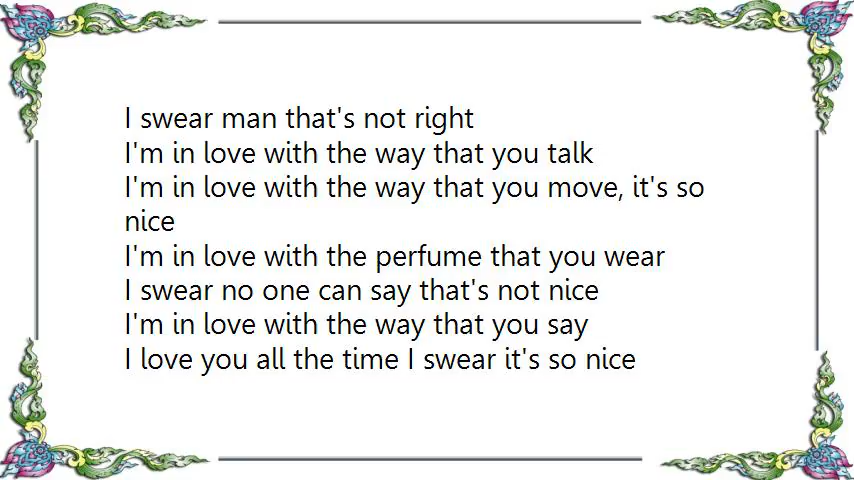 I swear man that's not right
I'm in love with the way that you talk
I'm in love with the way that you move, it's so
nice
I'm in love with the perfume that you wear
I swear no one can say that's not nice
I'm in love with the way that you say
I love you all the time I swear it's so nice